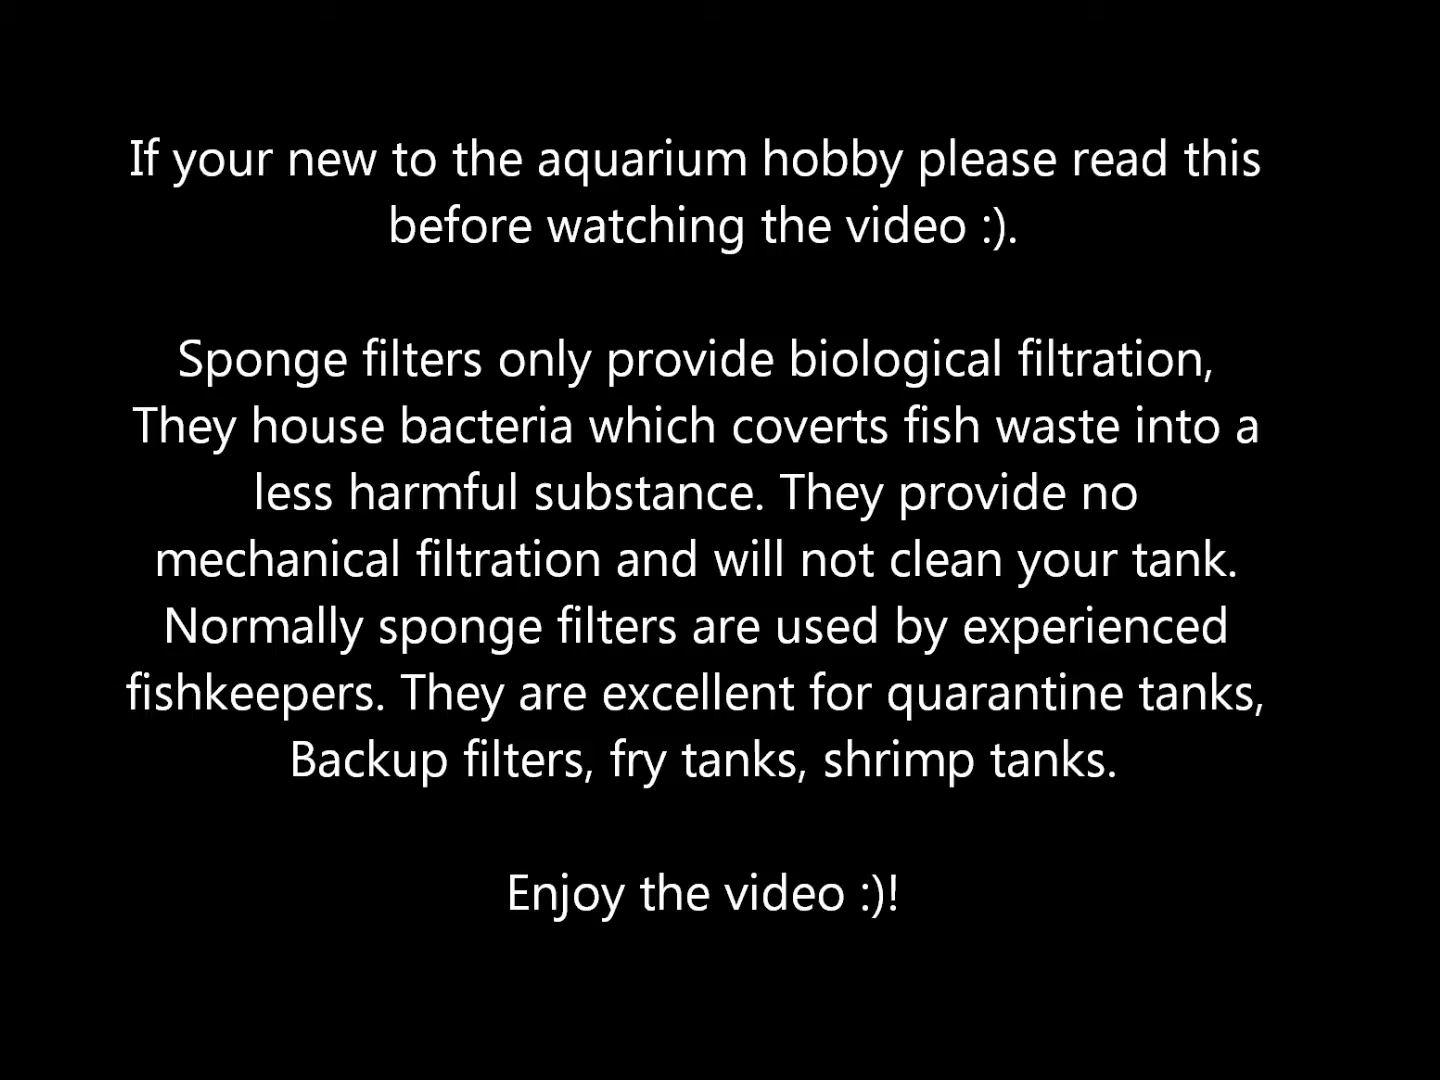 If your new to the aquarium hobby please read this
before watching the video :).
Sponge filters only provide biological filtration,
They house bacteria which coverts fish waste into a
less harmful substance. They provide no
mechanical filtration and will not clean your tank.
Normally sponge filters are used by experienced
fishkeepers. They are excellent for quarantine tanks,
Backup filters, fry tanks, shrimp tanks.
Enjoy the video :)!